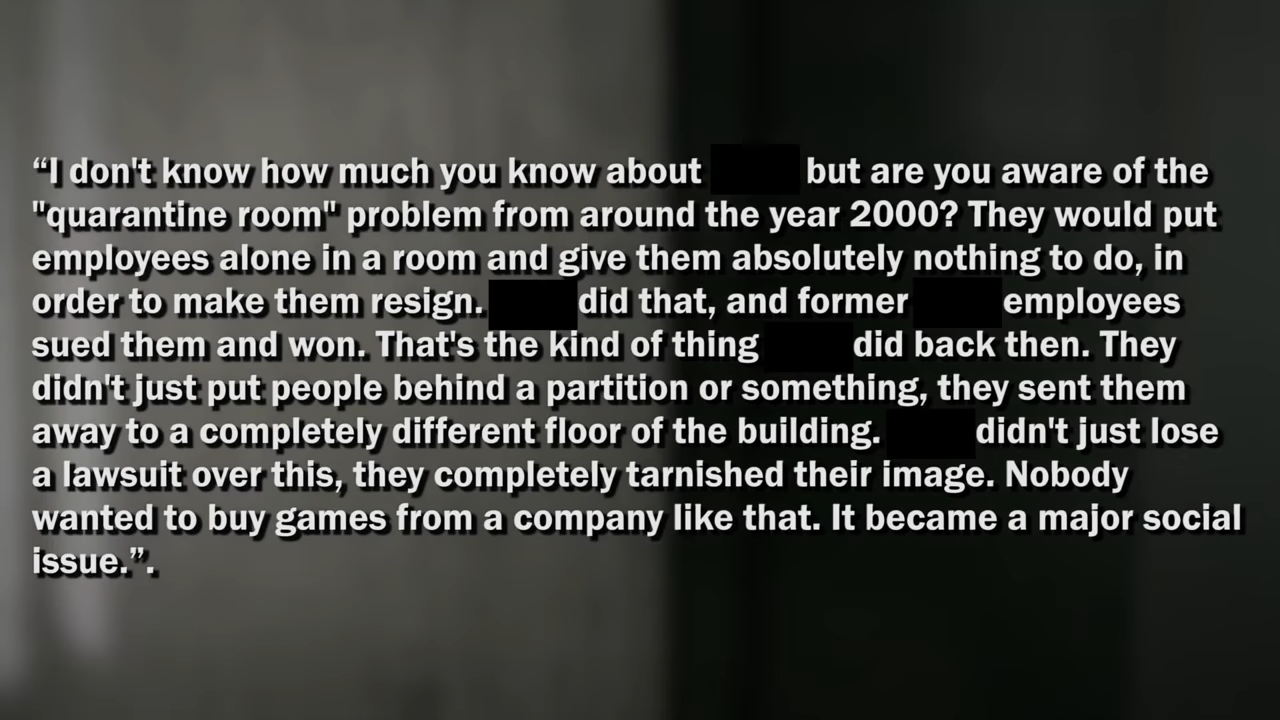 “I don't know how much you know about but are you aware of the
"quarantine room" problem from around the year 2000? They would put
employees alone in a room and give them absolutely nothing to do, in
order to make them resign. did that, and former employees
sued them and won. That's the kind of thing did back then. They
didn't just put people behind a partition or something, they sent them
away to a completely different floor of the building. didn't just lose
a lawsuit over this, they completely tarnished their image. Nobody
wanted to buy games from a company like that. It became a major social
issue.”.